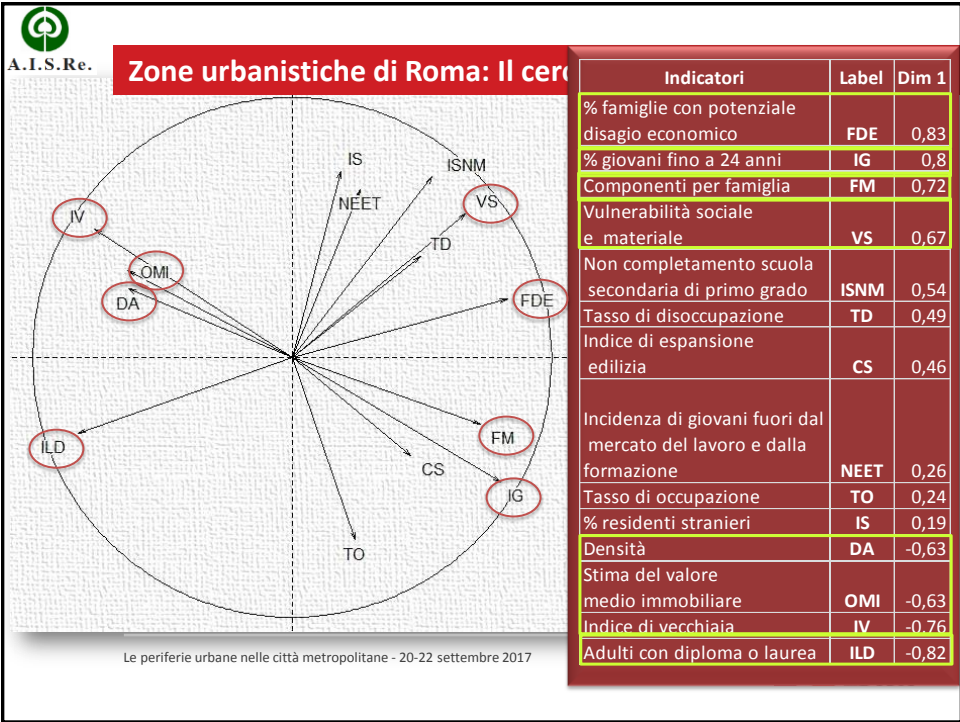 A.I.S.Re.
Zone urbanistiche di Roma: Il cerc
IS
ISNM
NEET
VS
IV
TD
OMI
DA
FDE
ILD
FM
CS
IG
TO
Indicatori Label Dim 1
% famiglie con potenziale
disagio economico FDE 0,83
% giovani fino a 24 anni IG 0,8
Componenti per famiglia FM 0,72
Vulnerabilità sociale
e materiale VS 0,67
Non completamento scuola
secondaria di primo grado ISNM 0,54
Tasso di disoccupazione TD 0,49
Indice di espansione
edilizia CS 0,46
Incidenza di giovani fuori dal
mercato del lavoro e dalla
formazione NEET 0,26
Tasso di occupazione TO 0,24
% residenti stranieri IS 0,19
Densità DA -0,63
Stima del valore
medio immobiliare OMI -0,63
Indice di vecchiaia IV -0,76
Adulti con diploma o laurea ILD -0,82
Le periferie urbane nelle città metropolitane - 20-22 settembre 2017